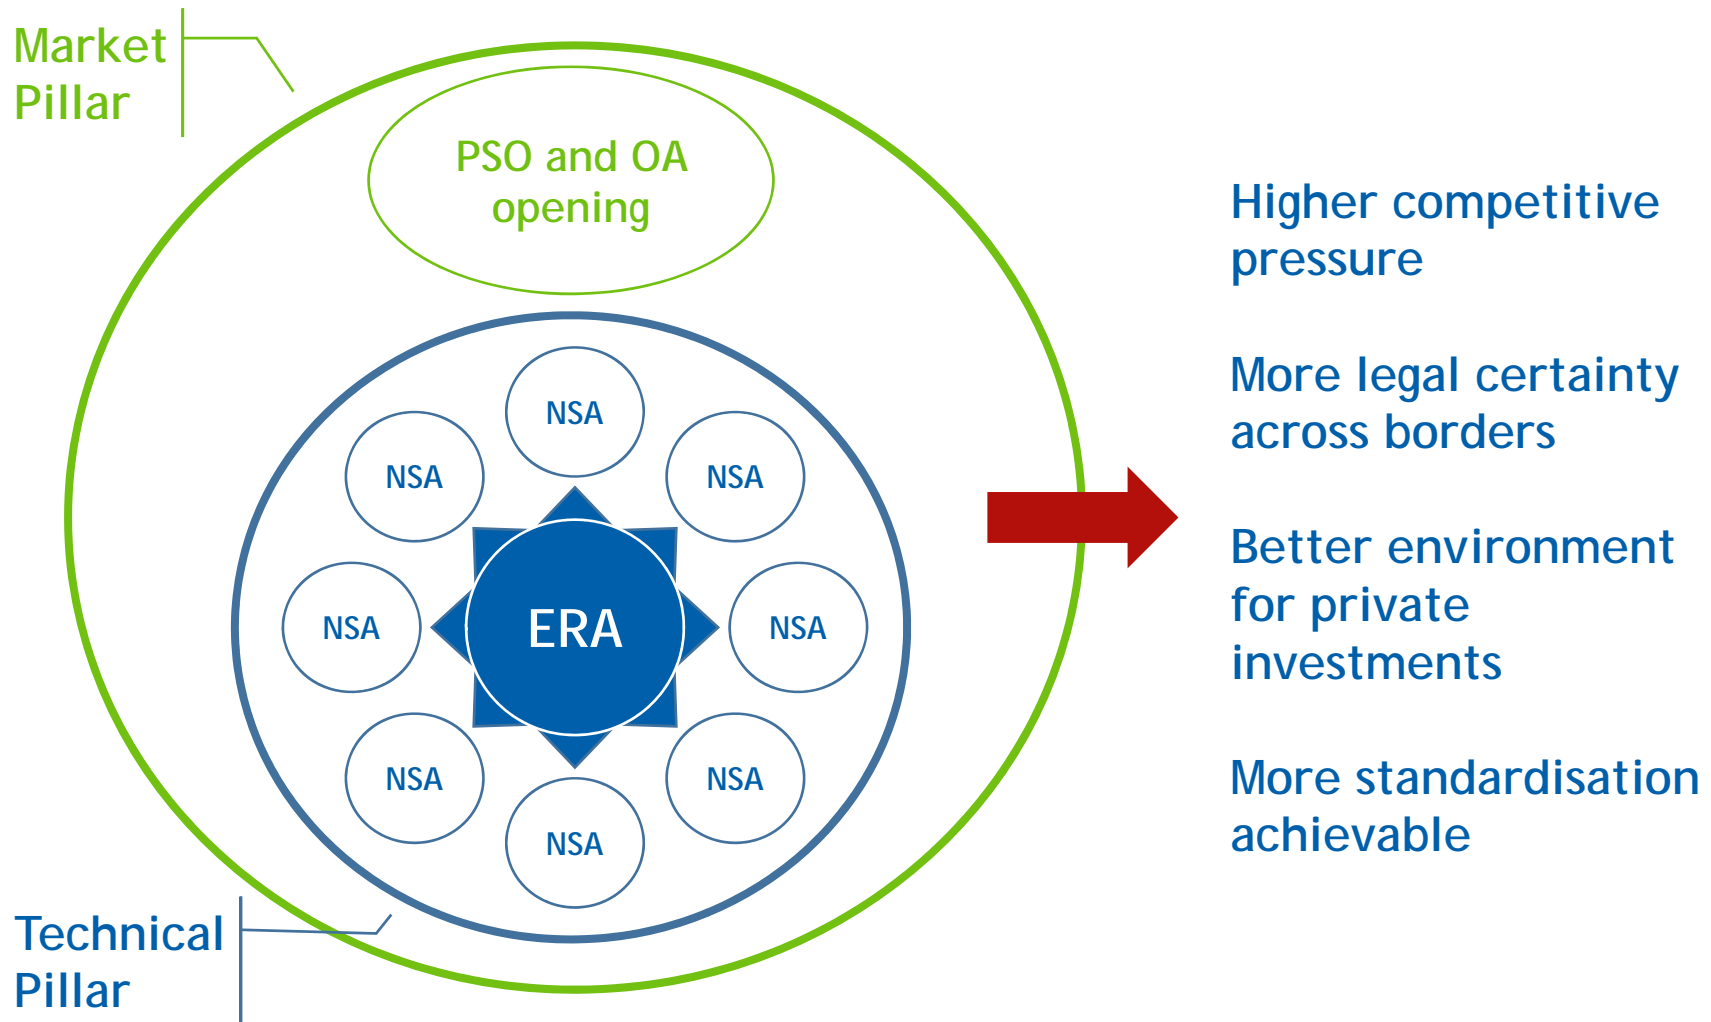 Market
Pillar
PSO and OA
opening
NSA
NSA
NSA
NSA
ERA
NSA
NSA
NSA
NSA
Technical
Pillar
Higher competitive
pressure
More legal certainty
across borders
Better environment
for private
investments
More standardisation
achievable